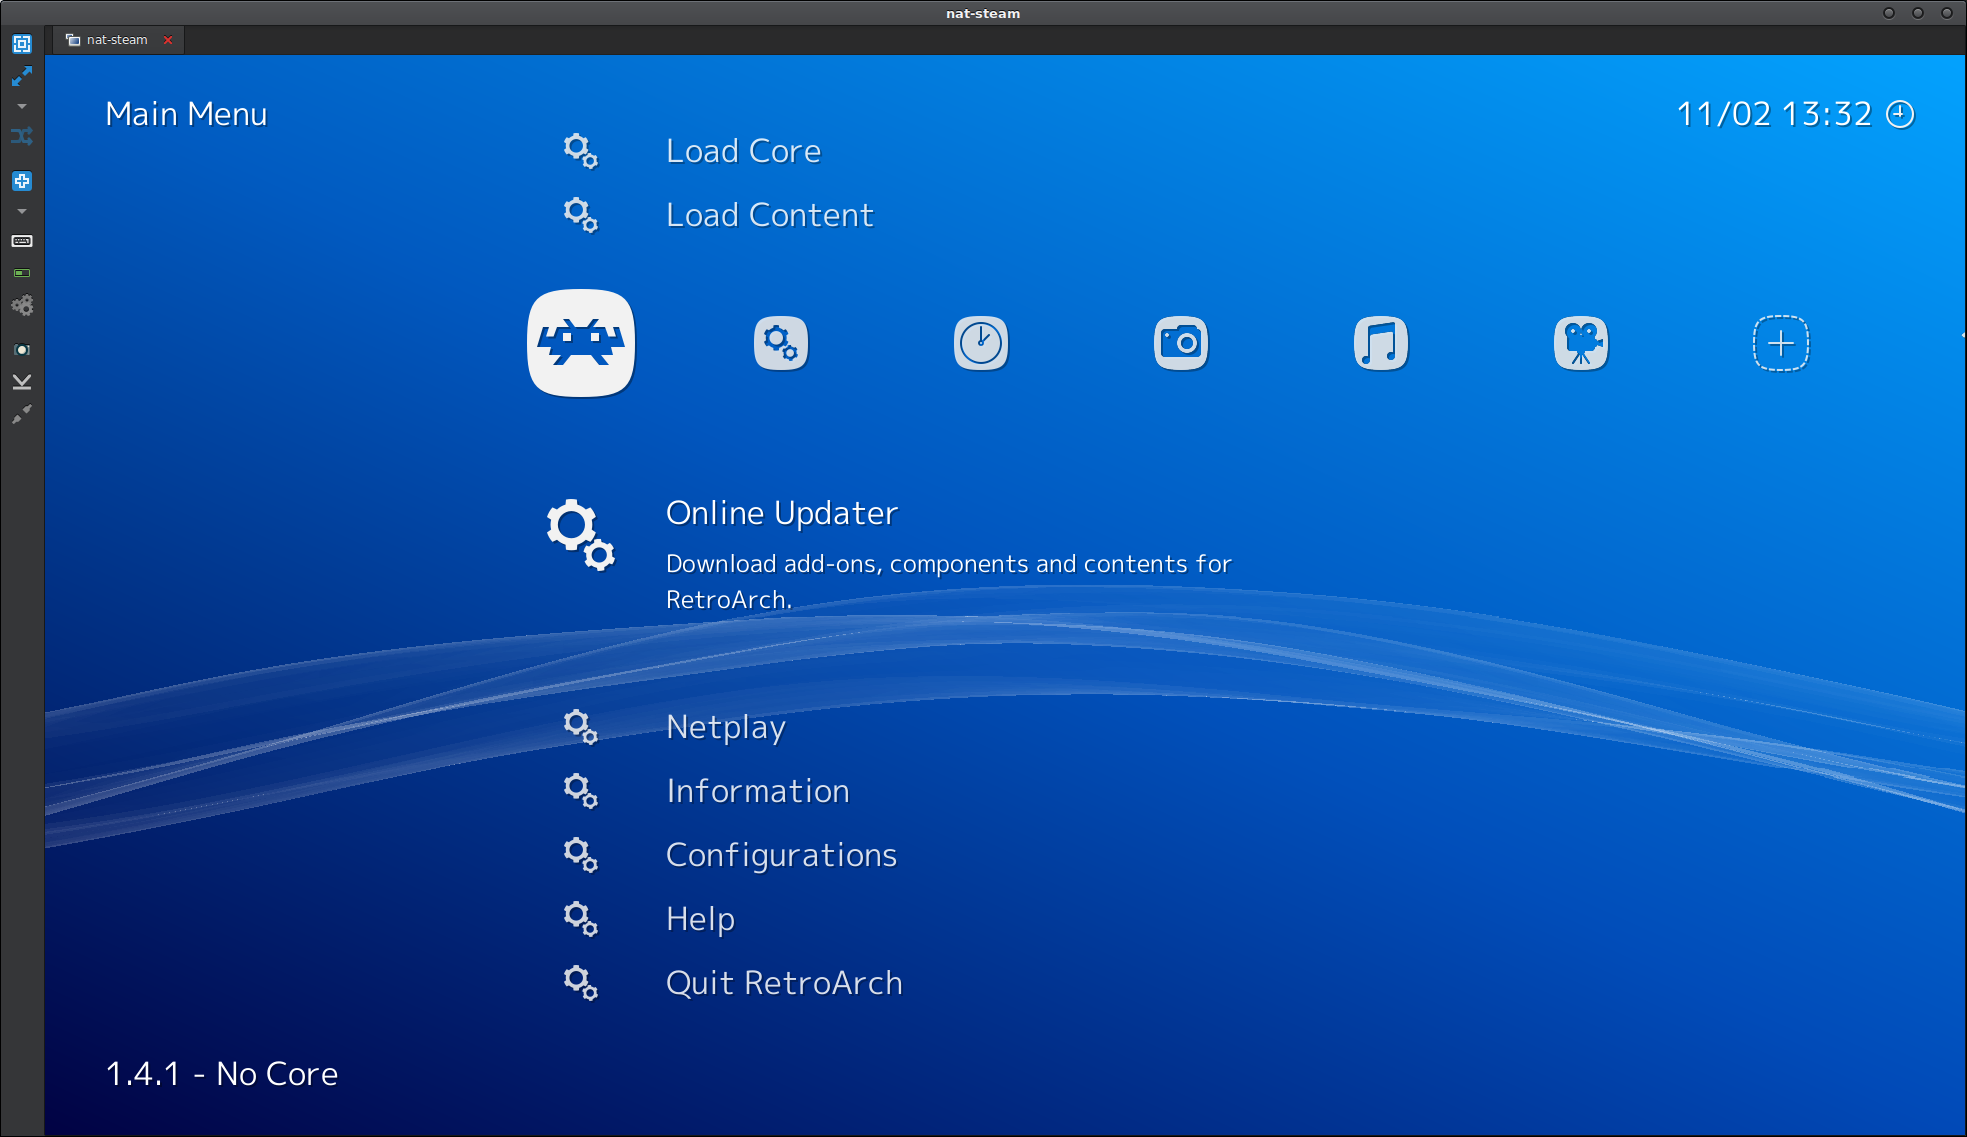 nat-steam
nat-steam
Main Menu
11/02 13:32
Load Core
Load Content
Online Updater
Download add-ons, components and contents for
RetroArch.
Netplay
Information
Configurations
Help
Quit RetroArch
1.4.1 - No Core